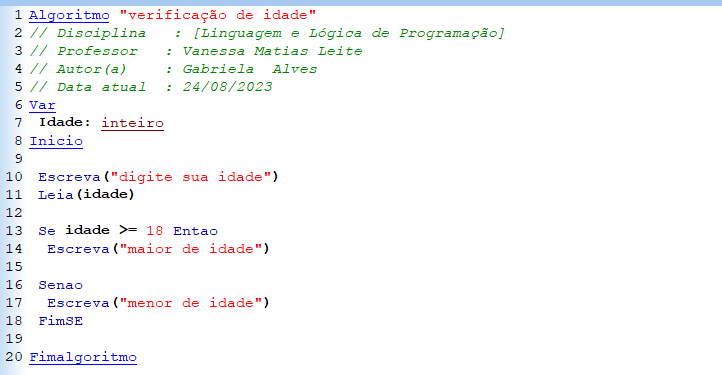 1 Algoritmo "verificação de idade"
2 // Disciplina : [Linguagem e Lógica de Programação]
3 // Professor : Vanessa Matias Leite
4 // Autor(a) : Gabriela Alves
5 // Data atual : 24/08/2023
6 Var
7 Idade: inteiro
8 Inicio
9
10 Escreva("digite sua idade")
11 Leia(idade)
12
13 Se idade >= 18 Entao
14 Escreva("maior de idade")
15
16 Senao
17 Escreva("menor de idade")
18 FimSE
19
20 Fimalgoritmo